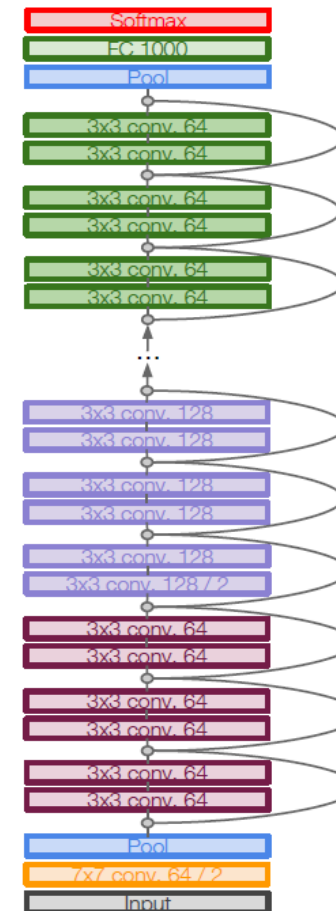 Softmax
FC 1000
Pool
3x3 conv, 64
3x3 conv, 64
3x3 conv, 64
3x3 conv, 64
3x3 conv, 64
3x3 conv, 64
...
3x3 conv, 128
3x3 conv, 128
3x3 conv, 128
3x3 conv, 128
3x3 conv, 128
3x3 conv, 128 / 2
3x3 conv, 64
3x3 conv, 64
3x3 conv, 64
3x3 conv, 64
3x3 conv, 64
3x3 conv, 64
Pool
7x7 conv, 64 / 2
Input